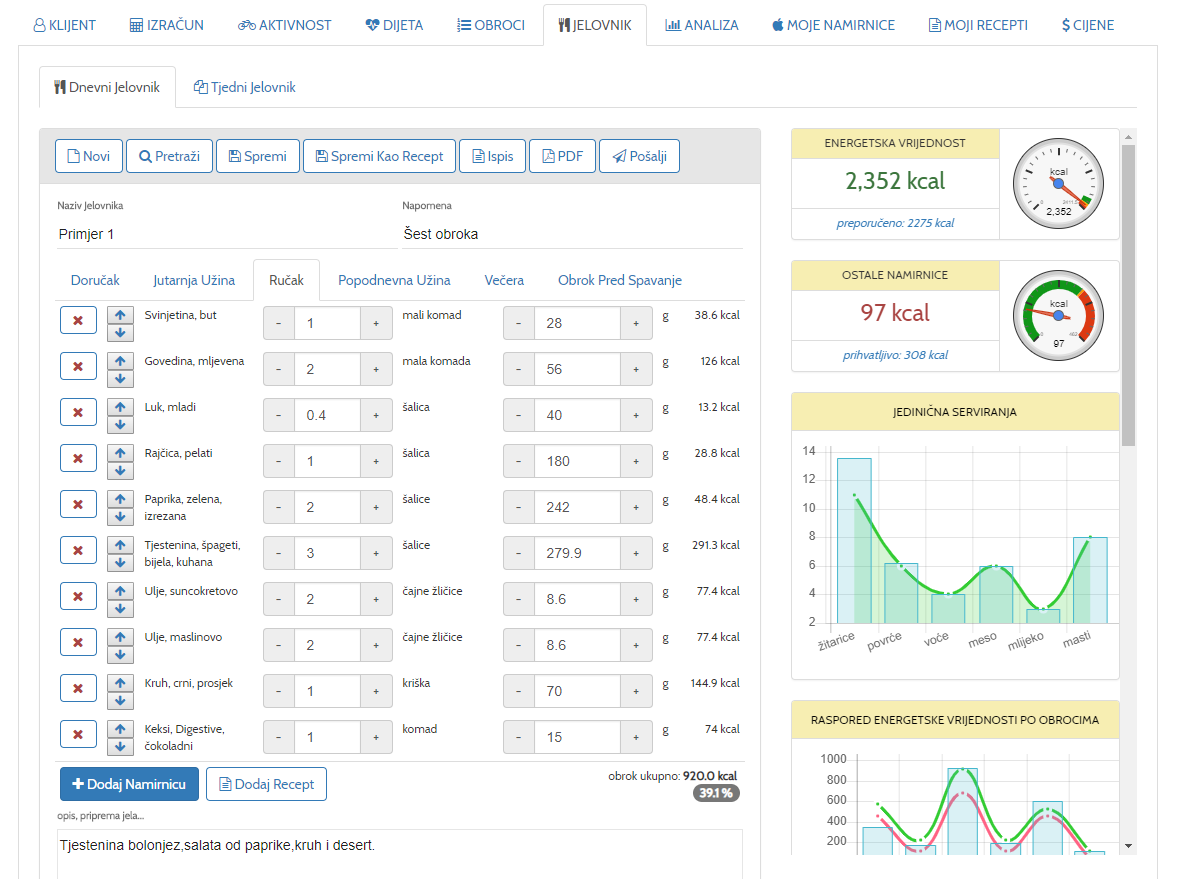 KLIJENT IZRAČUN AKTIVNOST DIJETA OBROCI JELOVNIK ANALIZA MOJE NAMIRNICE MOJI RECEPTI CIJENE
Dnevni Jelovnik Tjedni Jelovnik
Novi Pretraži Spremi Spremi Kao Recept Ispis PDF Pošalji
Naziv Jelovnika Napomena
Primjer 1 Šest obroka
Doručak Jutarnja Užina Ručak Popodnevna Užina Večera Obrok Pred Spavanje
Svinjetina, but - 1 + mali komad - 28 + g 38.6 kcal
Govedina, mljevena - 2 + mala komada - 56 + g 126 kcal
Luk, mladi - 0.4 + šalica - 40 + g 13.2 kcal
Rajčica, pelati - 1 + šalica - 180 + g 28.8 kcal
Paprika, zelena, izrezana - 2 + šalice - 242 + g 48.4 kcal
Tjestenina, špageti, bijela, kuhana - 3 + šalice - 279.9 + g 291.3 kcal
Ulje, suncokretovo - 2 + čajne žličice - 8.6 + g 77.4 kcal
Ulje, maslinovo - 2 + čajne žličice - 8.6 + g 77.4 kcal
Kruh, crni, prosjek - 1 + kriška - 70 + g 144.9 kcal
Keksi, Digestive, čokoladni - 1 + komad - 15 + g 74 kcal
Dodaj Namirnicu Dodaj Recept
obrok ukupno: 920.0 kcal
39.1 %
opis, priprema jela...
Tjestenina bolonjez,salata od paprike,kruh i desert.
ENERGETSKA VRIJEDNOST
2,352 kcal
preporučeno: 2275 kcal
kcal
0
2,352
OSTALE NAMIRNICE
97 kcal
prihvatljivo: 308 kcal
kcal
0 462
97
JEDINIČNA SERVIRANJA
14
12
10
8
6
4
2
žitarice povrće voće meso mlijeko masti
RASPORED ENERGETSKE VRIJEDNOSTI PO OBROCIMA
1000
800
600
400
200